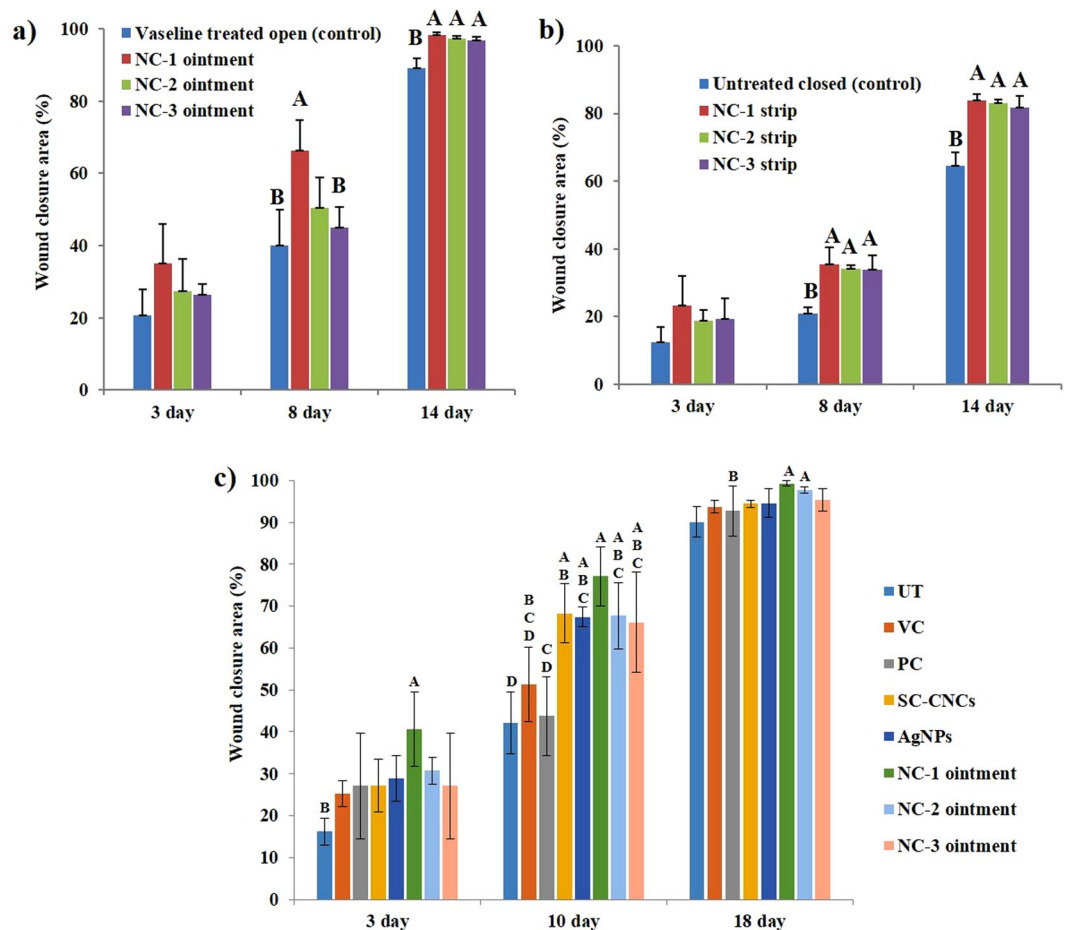 a)
Wound closure area (%)
100
80
60
40
20
0
Vaseline treated open (control)
NC-1 ointment
NC-2 ointment
NC-3 ointment
B A B
B A A A
3 day 8 day 14 day
b)
Wound closure area (%)
100
80
60
40
20
0
Untreated closed (control)
NC-1 strip
NC-2 strip
NC-3 strip
B A A A
B A A A
3 day 8 day 14 day
c)
Wound closure area (%)
100
90
80
70
60
50
40
30
20
10
0
B A
D
B
C
D
C
D
A
B
A
B
C
A
A
B
C
A
B
C
B A A
3 day 10 day 18 day
UT
VC
PC
SC-CNCs
AgNPs
NC-1 ointment
NC-2 ointment
NC-3 ointment